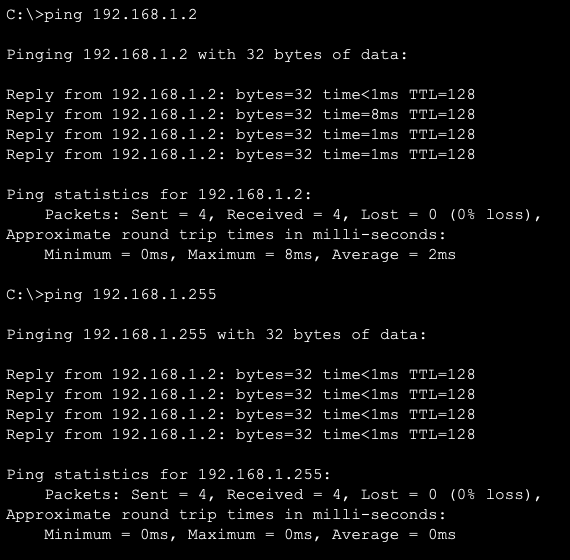 C:\>ping 192.168.1.2
Pinging 192.168.1.2 with 32 bytes of data:
Reply from 192.168.1.2: bytes=32 time<1ms TTL=128
Reply from 192.168.1.2: bytes=32 time=8ms TTL=128
Reply from 192.168.1.2: bytes=32 time=1ms TTL=128
Reply from 192.168.1.2: bytes=32 time=1ms TTL=128
Ping statistics for 192.168.1.2:
    Packets: Sent = 4, Received = 4, Lost = 0 (0% loss),
Approximate round trip times in milli-seconds:
    Minimum = 0ms, Maximum = 8ms, Average = 2ms
C:\>ping 192.168.1.255
Pinging 192.168.1.255 with 32 bytes of data:
Reply from 192.168.1.2: bytes=32 time<1ms TTL=128
Reply from 192.168.1.2: bytes=32 time<1ms TTL=128
Reply from 192.168.1.2: bytes=32 time<1ms TTL=128
Reply from 192.168.1.2: bytes=32 time<1ms TTL=128
Ping statistics for 192.168.1.255:
    Packets: Sent = 4, Received = 4, Lost = 0 (0% loss),
Approximate round trip times in milli-seconds:
    Minimum = 0ms, Maximum = 0ms, Average = 0ms